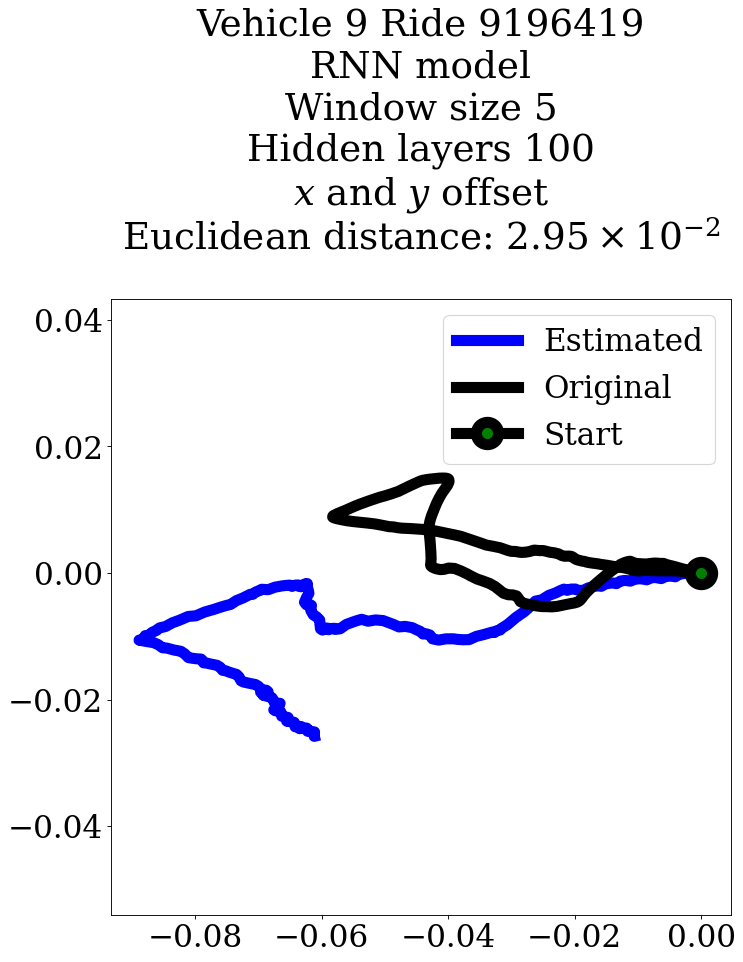 Vehicle 9 Ride 9196419
RNN model
Window size 5
Hidden layers 100
x and y offset
Euclidean distance: 2.95 × 10⁻²
Estimated
Original
Start
0.04
0.02
0.00
−0.02
−0.04
−0.08 −0.06 −0.04 −0.02 0.00